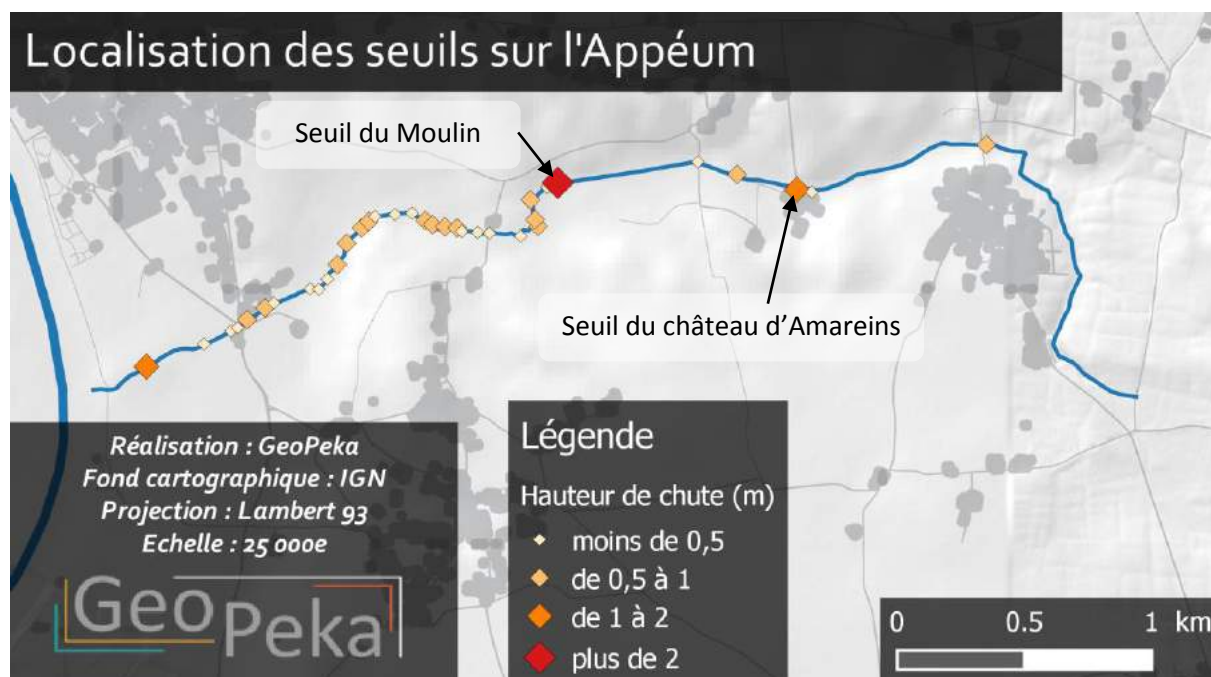 Localisation des seuils sur l'Appéum
Seuil du Moulin
Seuil du château d’Amareins
Réalisation : GeoPeka
Fond cartographique : IGN
Projection : Lambert 93
Echelle : 25 000e
GeoPeka
Légende
Hauteur de chute (m)
moins de 0,5
de 0,5 à 1
de 1 à 2
plus de 2
0 0.5 1 km